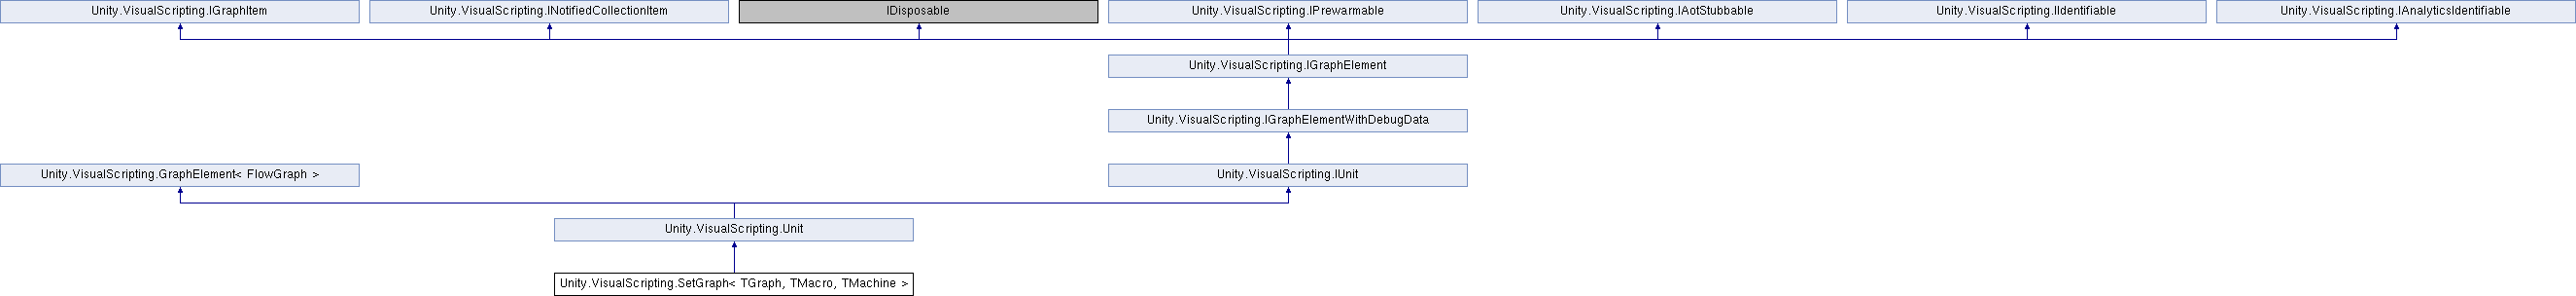 Unity.VisualScripting.IGraphItem
Unity.VisualScripting.INotifiedCollectionItem
IDisposable
Unity.VisualScripting.IPrewarmable
Unity.VisualScripting.IAotStubbable
Unity.VisualScripting.IIdentifiable
Unity.VisualScripting.IAnalyticsIdentifiable
Unity.VisualScripting.IGraphElement
Unity.VisualScripting.IGraphElementWithDebugData
Unity.VisualScripting.GraphElement< FlowGraph >
Unity.VisualScripting.IUnit
Unity.VisualScripting.Unit
Unity.VisualScripting.SetGraph< TGraph, TMacro, TMachine >